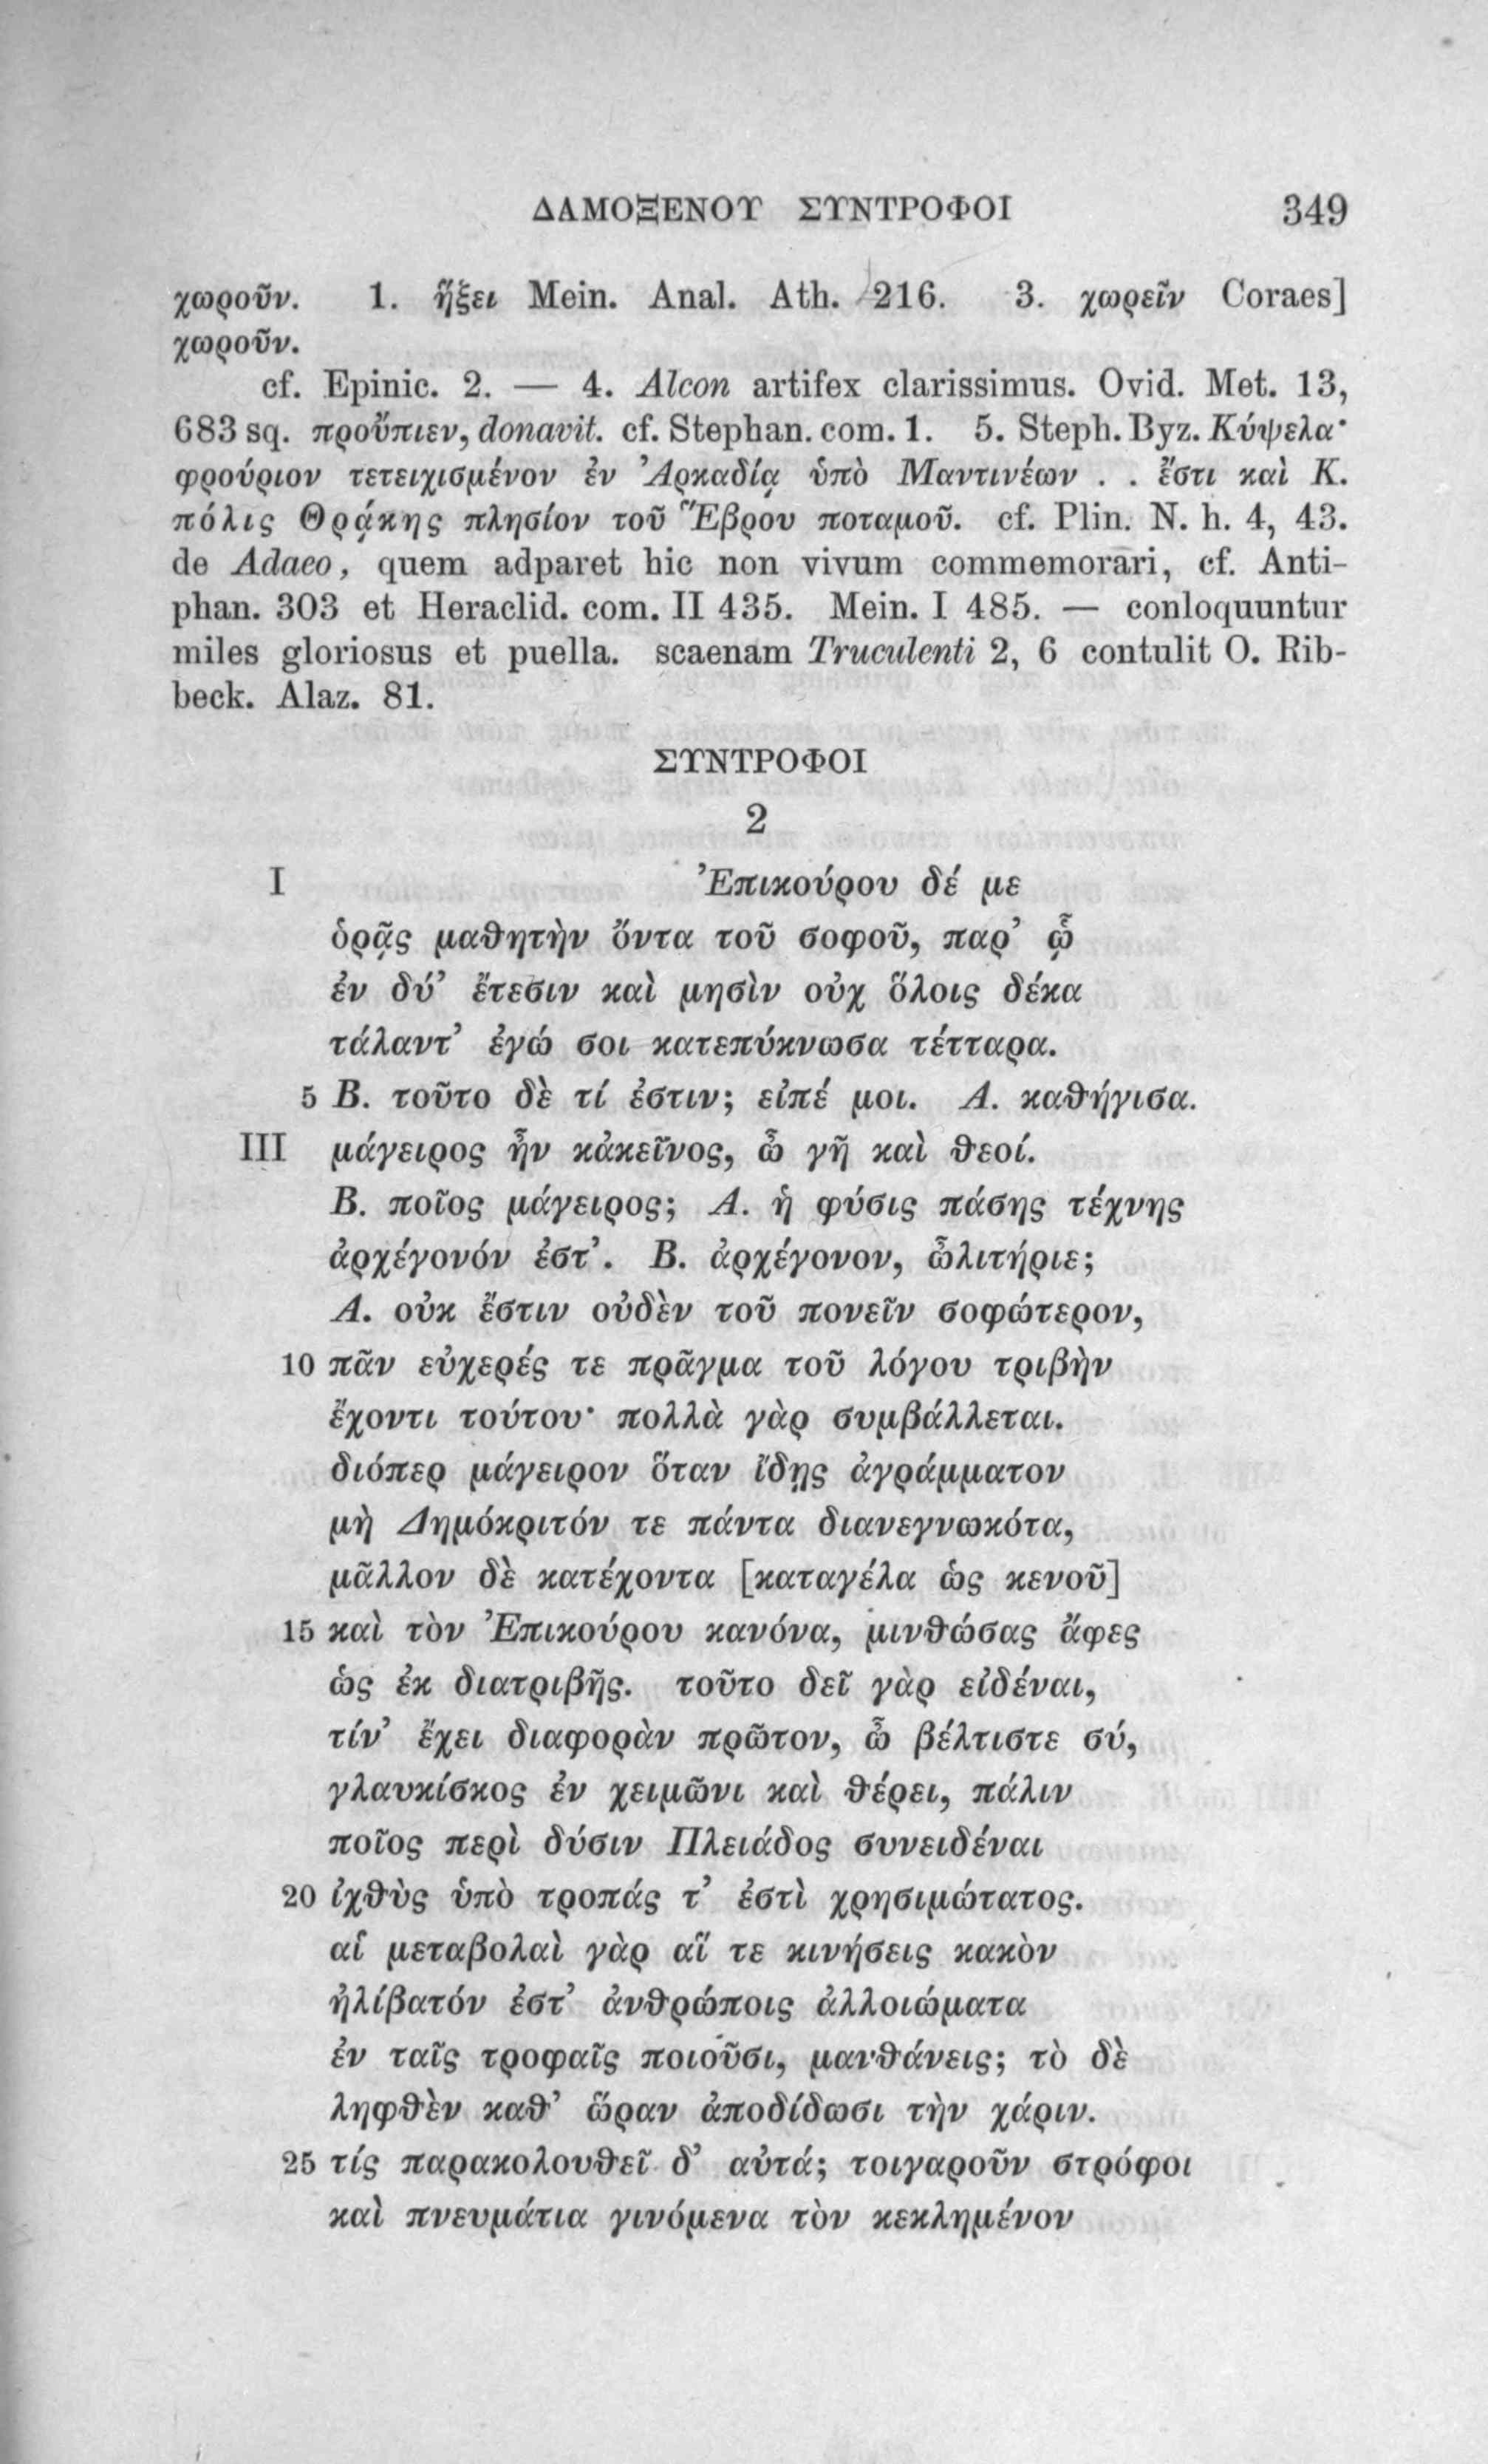 ΔΑΜΟΞΕΝΟΥ ΣΥΝΤΡΟΦΟΙ 349
χωροῦν. 1. ἥξει Mein. Anal. Ath. 216. 3. χωρεῖν Coraes]
χωροῦν.
cf. Epinic. 2. — 4. Alcon artifex clarissimus. Ovid. Met. 13,
683 sq. προὔπιεν, donavit. cf. Stephan. com. 1. 5. Steph. Byz. Κύψελα·
φρούριον τετειχισμένον ἐν Ἀρκαδίᾳ ὑπὸ Μαντινέων . . ἔστι καὶ Κ.
πόλις Θρᾴκης πλησίον τοῦ Ἕβρου ποταμοῦ. cf. Plin. N. h. 4, 43.
de Adaeo, quem adparet hic non vivum commemorari, cf. Anti-
phan. 303 et Heraclid. com. II 435. Mein. I 485. — conloquuntur
miles gloriosus et puella. scaenam Truculenti 2, 6 contulit O. Rib-
beck. Alaz. 81.
ΣΥΝΤΡΟΦΟΙ
2
I Ἐπικούρου δέ με
ὁρᾷς μαθητὴν ὄντα τοῦ σοφοῦ, παρ’ ᾧ
ἐν δύ’ ἔτεσιν καὶ μησὶν οὐχ ὅλοις δέκα
τάλαντ’ ἐγώ σοι κατεπύκνωσα τέτταρα.
5 Β. τοῦτο δὲ τί ἐστιν; εἰπέ μοι. Α. καθήγισα.
III μάγειρος ἦν κἀκεῖνος, ὦ γῆ καὶ θεοί.
Β. ποῖος μάγειρος; Α. ἡ φύσις πάσης τέχνης
ἀρχέγονόν ἐστ’. Β. ἀρχέγονον, ὦλιτήριε;
Α. οὐκ ἔστιν οὐδὲν τοῦ πονεῖν σοφώτερον,
10 πᾶν εὐχερές τε πρᾶγμα τοῦ λόγου τριβὴν
ἔχοντι τούτου· πολλὰ γὰρ συμβάλλεται.
διόπερ μάγειρον ὅταν ἴδῃς ἀγράμματον
μὴ Δημόκριτόν τε πάντα διανεγνωκότα,
μᾶλλον δὲ κατέχοντα [καταγέλα ὡς κενοῦ]
15 καὶ τὸν Ἐπικούρου κανόνα, μινθώσας ἄφες
ὡς ἐκ διατριβῆς. τοῦτο δεῖ γὰρ εἰδέναι,
τίν’ ἔχει διαφορὰν πρῶτον, ὦ βέλτιστε σύ,
γλαυκίσκος ἐν χειμῶνι καὶ θέρει, πάλιν
ποῖος περὶ δύσιν Πλειάδος συνειδέναι
20 ἰχθὺς ὑπὸ τροπάς τ’ ἐστὶ χρησιμώτατος.
αἱ μεταβολαὶ γὰρ αἵ τε κινήσεις κακὸν
ἠλίβατόν ἐστ’ ἀνθρώποις ἀλλοιώματα
ἐν ταῖς τροφαῖς ποιοῦσι, μανθάνεις; τὸ δὲ
ληφθὲν καθ’ ὥραν ἀποδίδωσι τὴν χάριν.
25 τίς παρακολουθεῖ δ’ αὐτά; τοιγαροῦν στρόφοι
καὶ πνευμάτια γινόμενα τὸν κεκλημένον